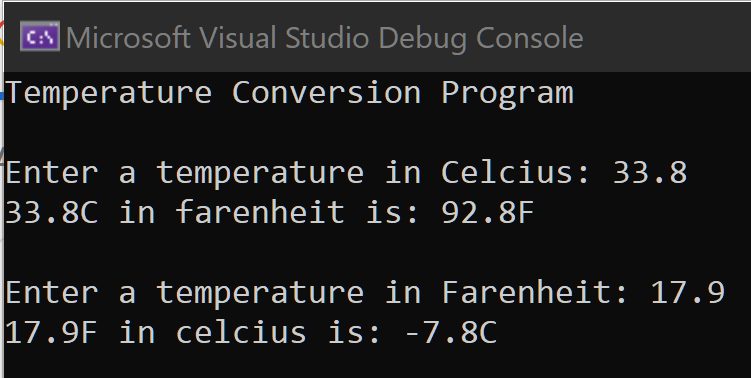 C:\ Microsoft Visual Studio Debug Console
Temperature Conversion Program
Enter a temperature in Celcius: 33.8
33.8C in farenheit is: 92.8F
Enter a temperature in Farenheit: 17.9
17.9F in celcius is: -7.8C